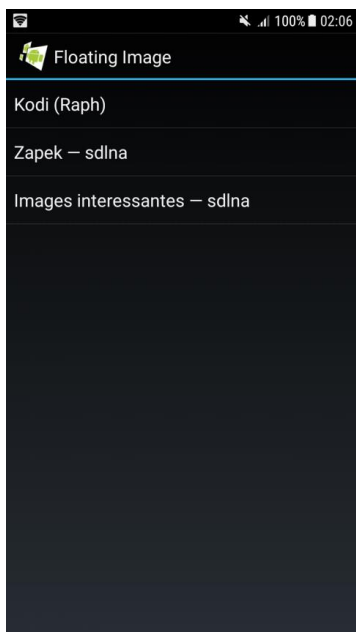 100% 02:06
Floating Image
Kodi (Raph)
Zapek — sdlna
Images interessantes — sdlna